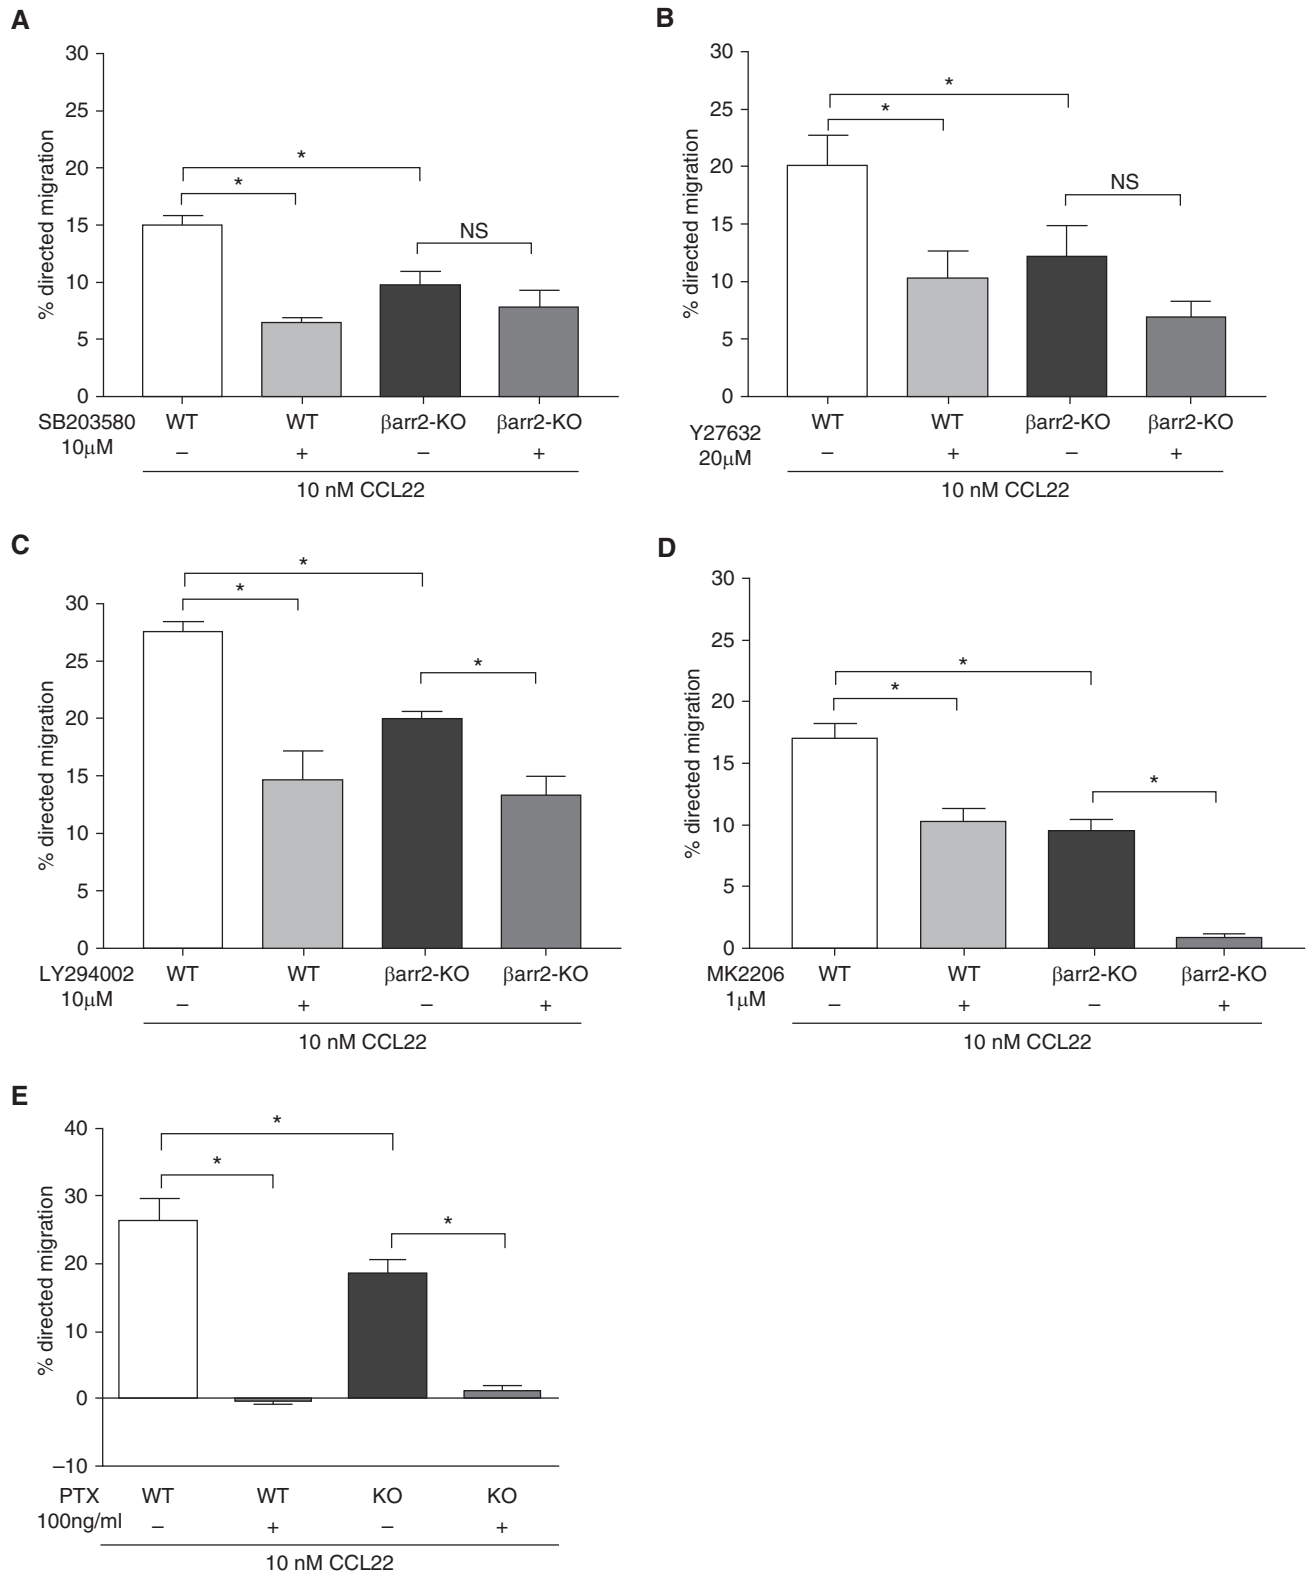 A
30
25
20
15
10
5
0
% directed migration
*
*
NS
SB203580 WT WT βarr2-KO βarr2-KO
10μM – + – +
10 nM CCL22
B
30
25
20
15
10
5
0
% directed migration
*
*
NS
Y27632 WT WT βarr2-KO βarr2-KO
20μM – + – +
10 nM CCL22
C
30
25
20
15
10
5
0
% directed migration
*
*
*
LY294002 WT WT βarr2-KO βarr2-KO
10μM – + – +
10 nM CCL22
D
30
25
20
15
10
5
0
% directed migration
*
*
*
MK2206 WT WT βarr2-KO βarr2-KO
1μM – + – +
10 nM CCL22
E
40
30
20
10
0
–10
% directed migration
*
*
*
PTX WT WT KO KO
100ng/ml – + – +
10 nM CCL22